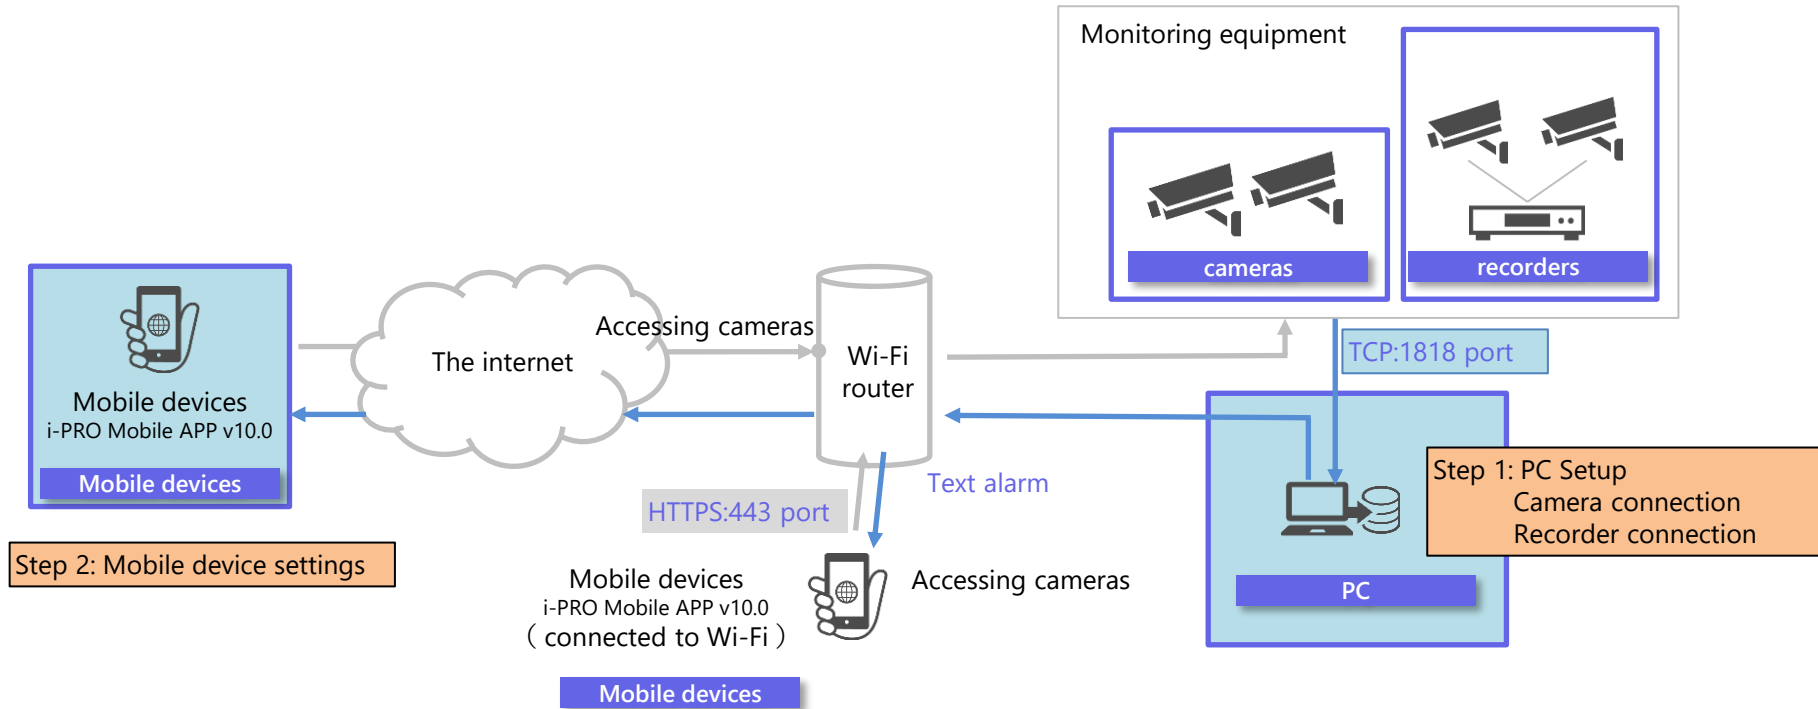 Monitoring equipment
cameras
recorders
Accessing cameras
The internet
Wi-Fi
router
TCP:1818 port
Mobile devices
i-PRO Mobile APP v10.0
Mobile devices
Step 2: Mobile device settings
HTTPS:443 port
Text alarm
Step 1: PC Setup
Camera connection
Recorder connection
PC
Mobile devices
i-PRO Mobile APP v10.0
（connected to Wi-Fi）
Accessing cameras
Mobile devices